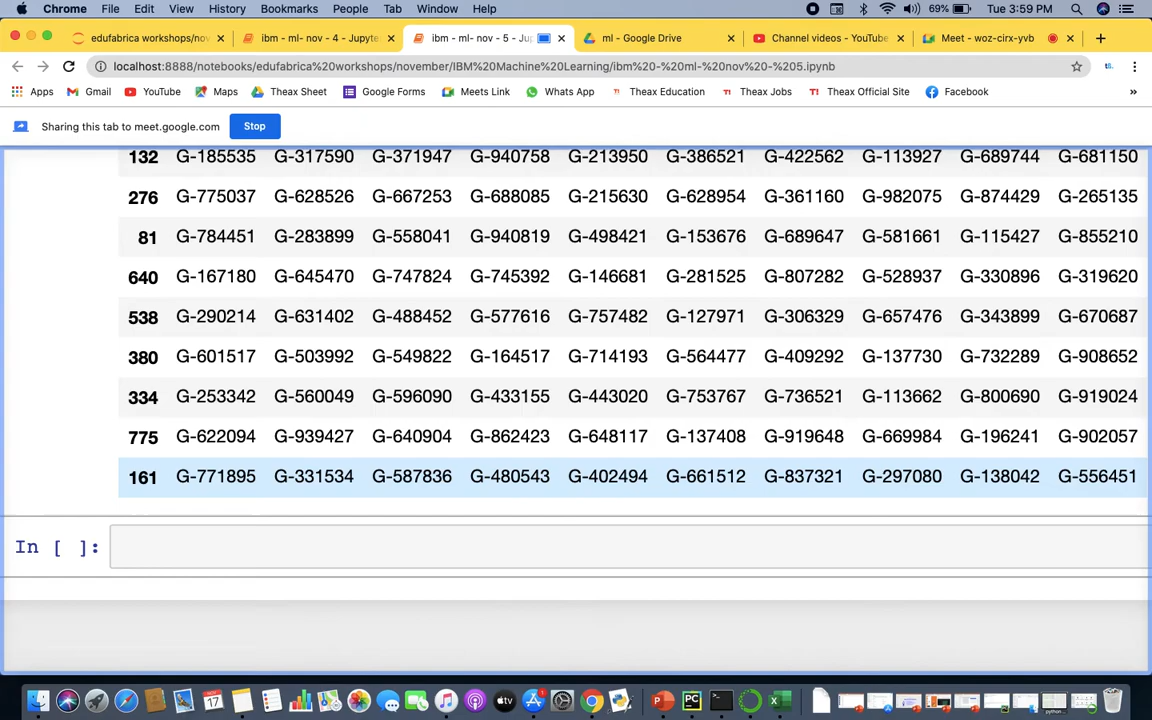 Chrome File Edit View History Bookmarks People Tab Window Help 69% Tue 3:59 PM
edufabrica workshops/nov ibm - ml- nov - 4 - Jupyte ibm - ml- nov - 5 - Ju ml - Google Drive Channel videos - YouTube Meet - woz-cirx-yvb
localhost:8888/notebooks/edufabrica%20workshops/november/IBM%20Machine%20Learning/ibm%20-%20ml-%20nov%20-%205.ipynb
Apps Gmail YouTube Maps Theax Sheet Google Forms Meets Link Whats App Theax Education Theax Jobs Theax Official Site Facebook »
Sharing this tab to meet.google.com Stop
132 G-185535 G-317590 G-371947 G-940758 G-213950 G-386521 G-422562 G-113927 G-689744 G-681150
276 G-775037 G-628526 G-667253 G-688085 G-215630 G-628954 G-361160 G-982075 G-874429 G-265135
81 G-784451 G-283899 G-558041 G-940819 G-498421 G-153676 G-689647 G-581661 G-115427 G-855210
640 G-167180 G-645470 G-747824 G-745392 G-146681 G-281525 G-807282 G-528937 G-330896 G-319620
538 G-290214 G-631402 G-488452 G-577616 G-757482 G-127971 G-306329 G-657476 G-343899 G-670687
380 G-601517 G-503992 G-549822 G-164517 G-714193 G-564477 G-409292 G-137730 G-732289 G-908652
334 G-253342 G-560049 G-596090 G-433155 G-443020 G-753767 G-736521 G-113662 G-800690 G-919024
775 G-622094 G-939427 G-640904 G-862423 G-648117 G-137408 G-919648 G-669984 G-196241 G-902057
161 G-771895 G-331534 G-587836 G-480543 G-402494 G-661512 G-837321 G-297080 G-138042 G-556451
In [ ]: